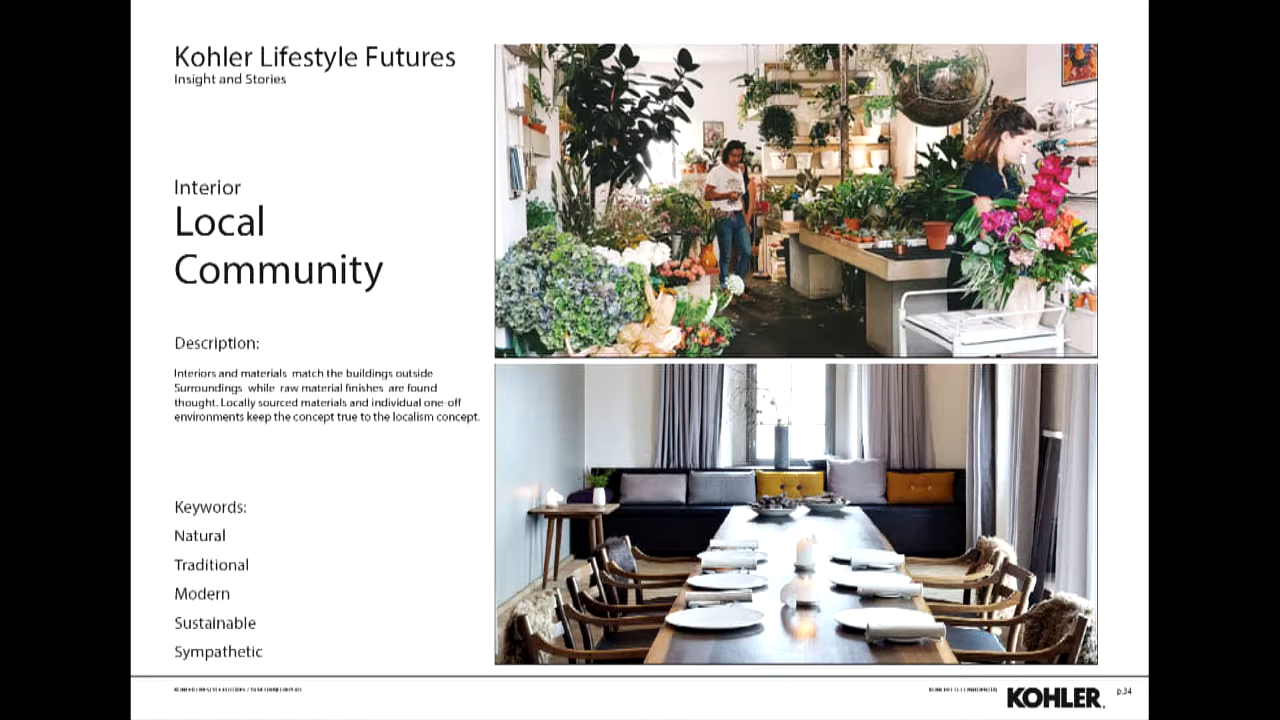 Kohler Lifestyle Futures
Insight and Stories
Interior
Local
Community
Description:
Interiors and materials match the buildings outside
Surroundings while raw material finishes are found
thought. Locally sourced materials and individual one-off
environments keep the concept true to the localism concept.
Keywords:
Natural
Traditional
Modern
Sustainable
Sympathetic
KOHLER.
p.34